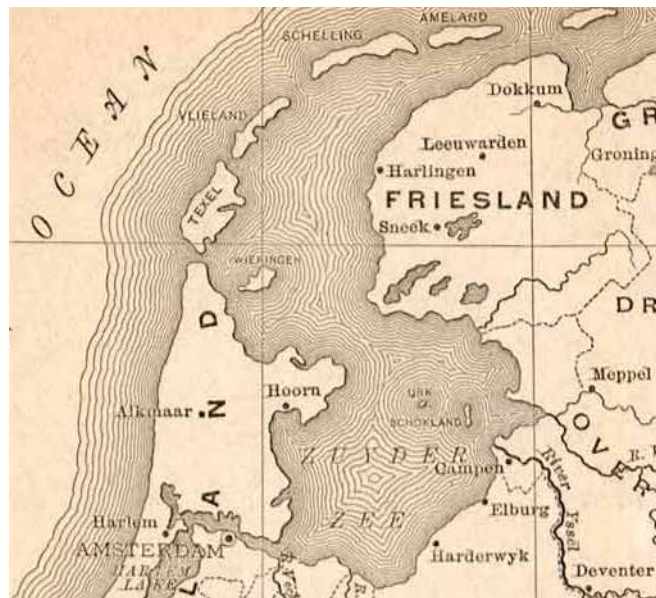 AMELAND
SCHELLING
OCEAN
Dokkum
GR
VLIELAND
Leeuwarden
Groning
Harlingen
FRIESLAND
TEXEL
Sneek
WIERINGEN
DR
LAND
Meppel
Hoorn
URK
Alkmaar
SCHOKLAND
OVER
ZUYDER
ZEE
Campen
River Yssel
Elburg
Harlem
AMSTERDAM
HARLEM
LAKE
Harderwyk
Deventer
R.
R.